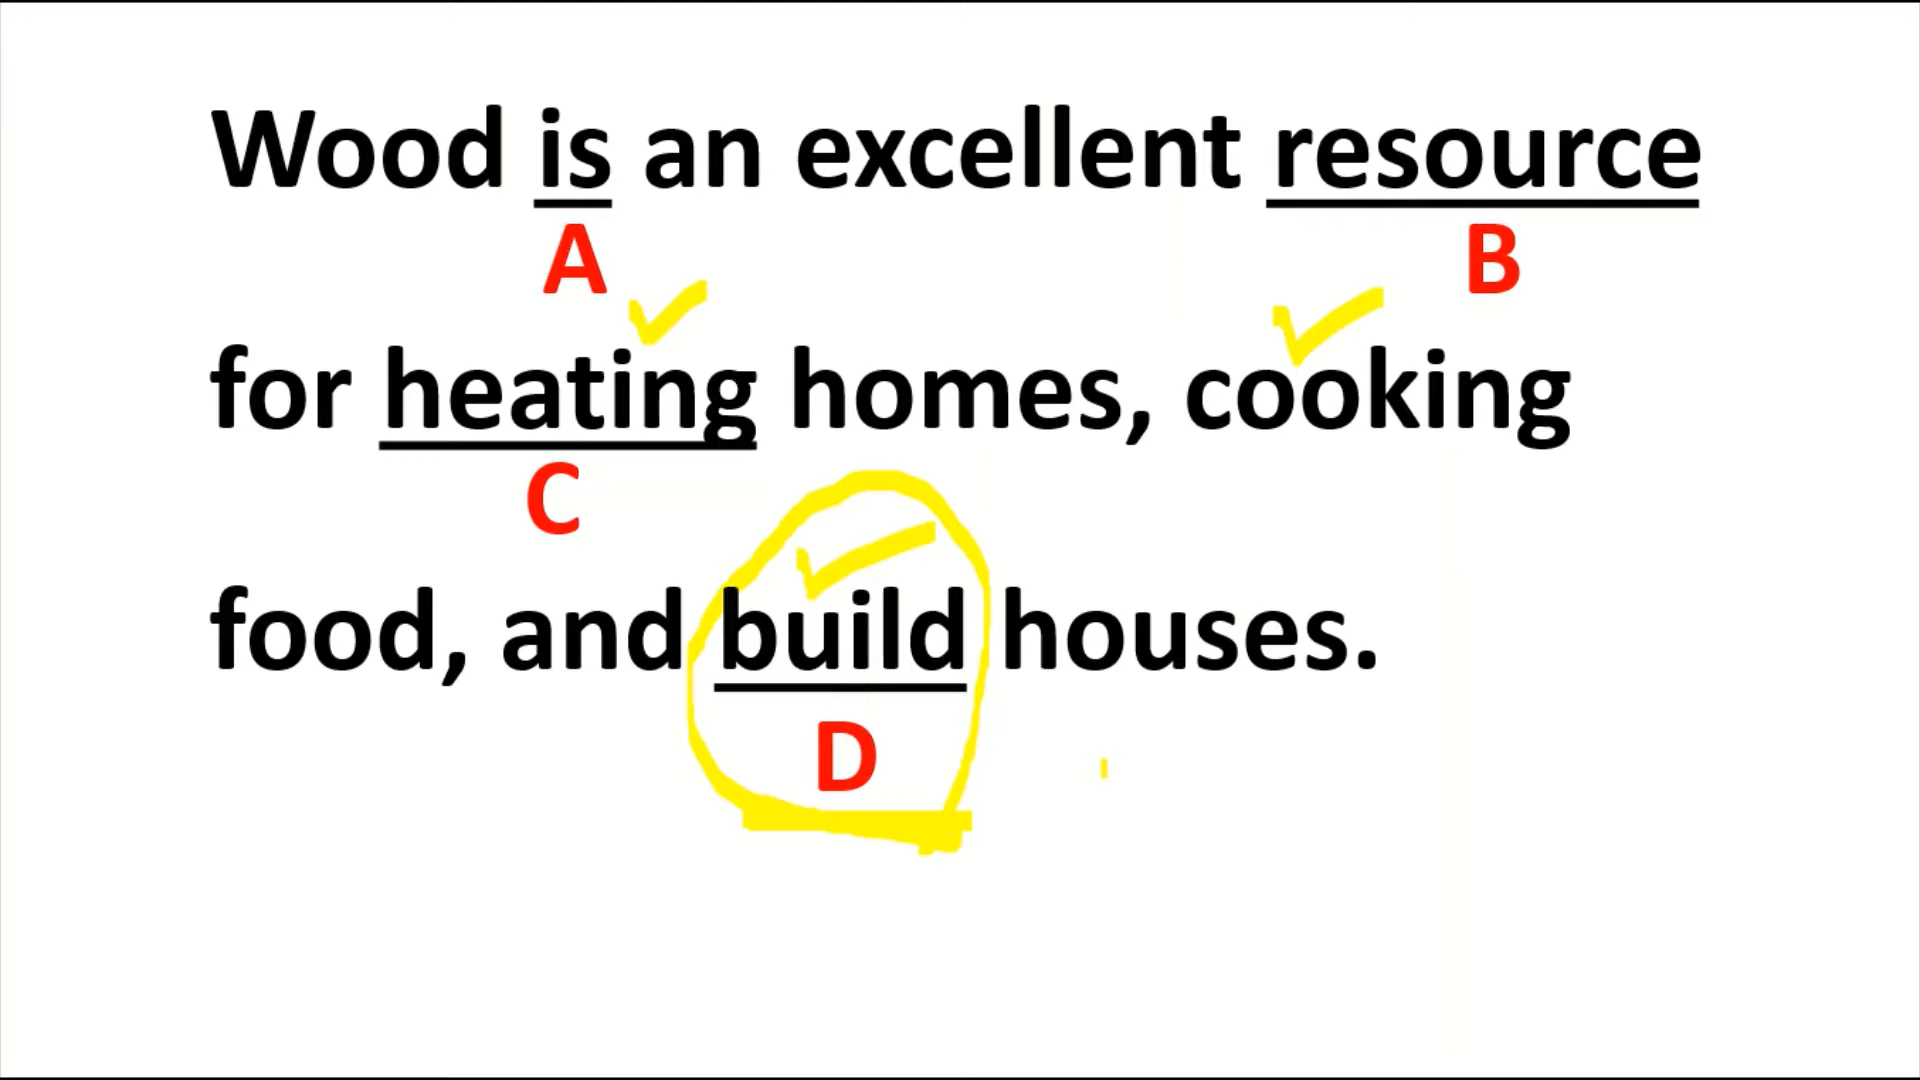 Wood is an excellent resource
A B
for heating homes, cooking
C
food, and build houses.
D